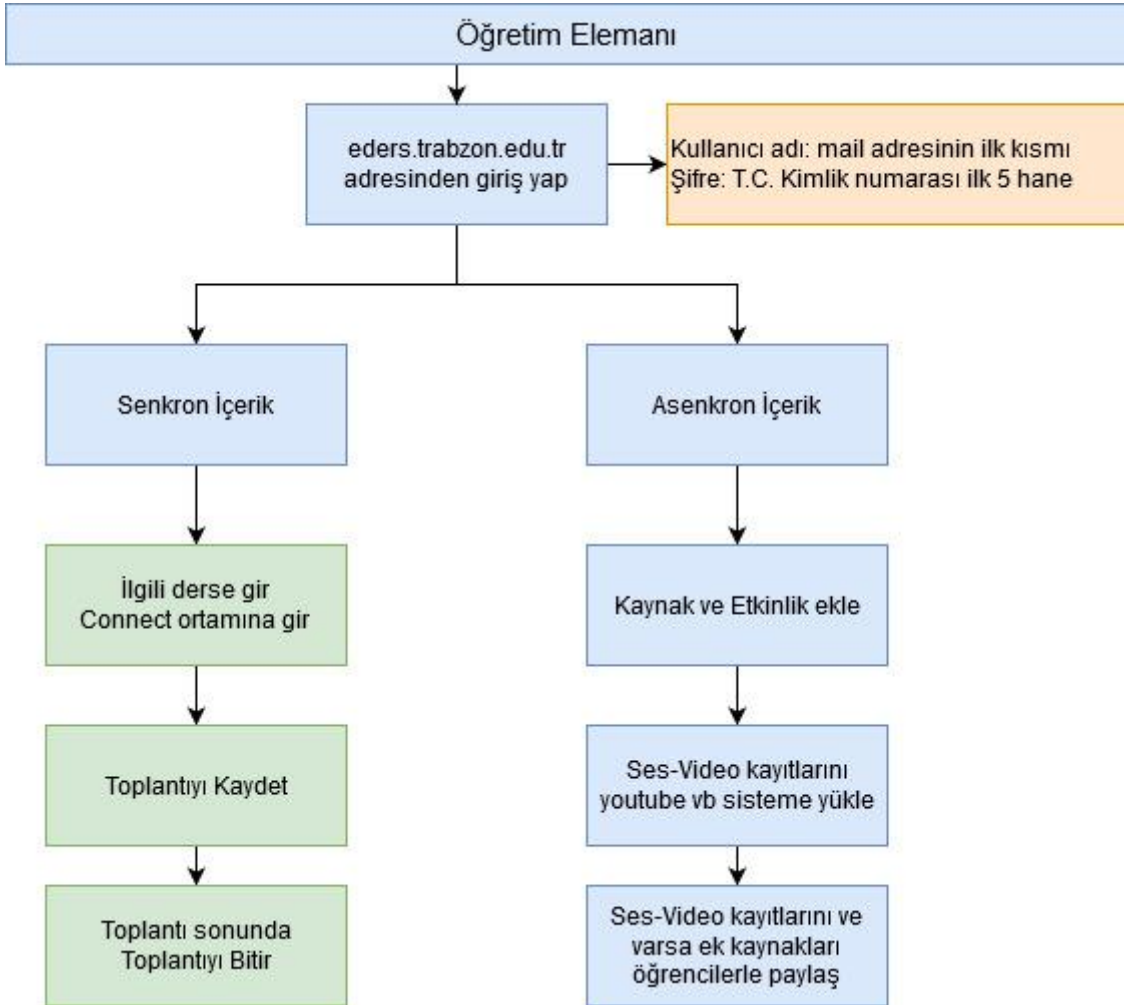 Öğretim Elemanı
eders.trabzon.edu.tr
adresinden giriş yap
Kullanıcı adı: mail adresinin ilk kısmı
Şifre: T.C. Kimlik numarası ilk 5 hane
Senkron İçerik
Asenkron İçerik
İlgili derse gir
Connect ortamına gir
Kaynak ve Etkinlik ekle
Toplantıyı Kaydet
Ses-Video kayıtlarını
youtube vb sisteme yükle
Toplantı sonunda
Toplantıyı Bitir
Ses-Video kayıtlarını ve
varsa ek kaynakları
öğrencilerle paylaş